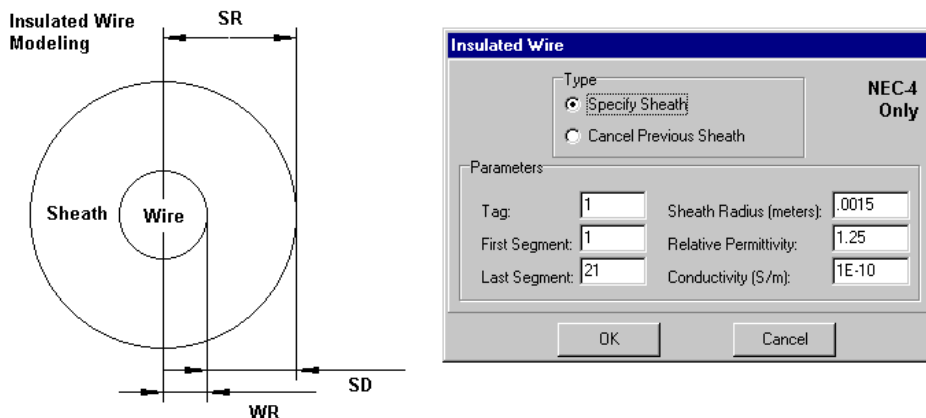 Insulated Wire
Modeling
SR
Sheath
Wire
SD
WR
Insulated Wire
Type
Specify Sheath
Cancel Previous Sheath
NEC-4
Only
Parameters
Tag: 1
Sheath Radius (meters): .0015
First Segment: 1
Relative Permittivity: 1.25
Last Segment: 21
Conductivity (S/m): 1E-10
OK
Cancel